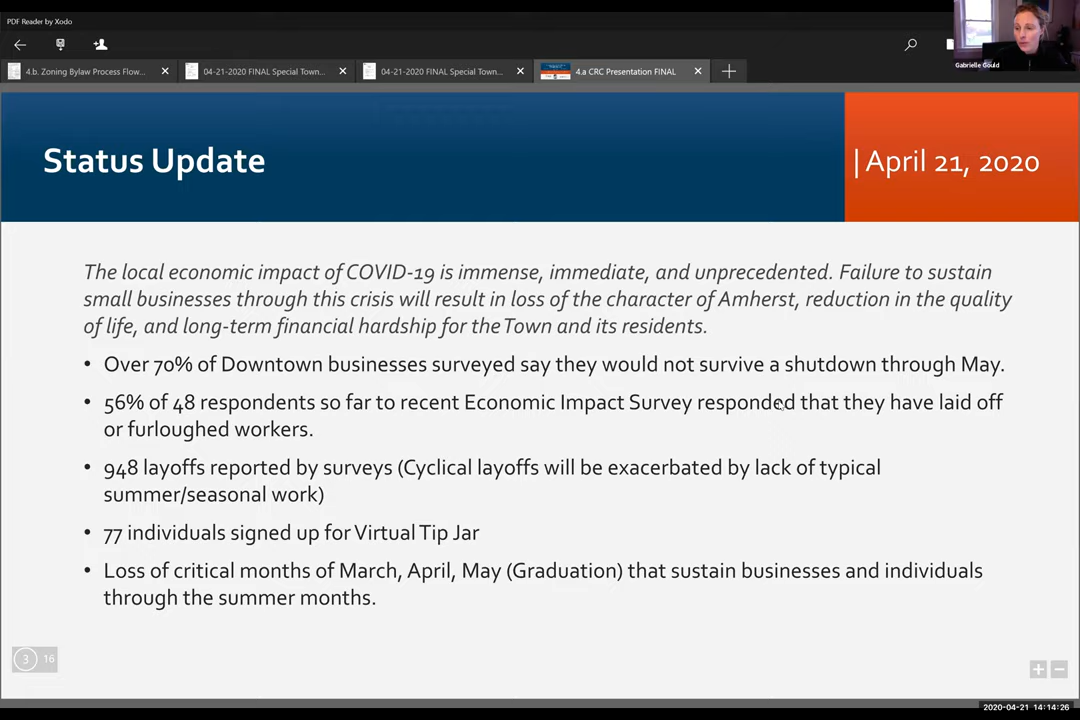 PDF Reader by Xodo
4.b. Zoning Bylaw Process Flow...
04-21-2020 FINAL Special Town...
04-21-2020 FINAL Special Town...
4.a CRC Presentation FINAL
Gabrielle Gould
Status Update
| April 21, 2020
The local economic impact of COVID-19 is immense, immediate, and unprecedented. Failure to sustain
small businesses through this crisis will result in loss of the character of Amherst, reduction in the quality
of life, and long-term financial hardship for the Town and its residents.
• Over 70% of Downtown businesses surveyed say they would not survive a shutdown through May.
• 56% of 48 respondents so far to recent Economic Impact Survey responded that they have laid off
or furloughed workers.
• 948 layoffs reported by surveys (Cyclical layoffs will be exacerbated by lack of typical
summer/seasonal work)
• 77 individuals signed up for Virtual Tip Jar
• Loss of critical months of March, April, May (Graduation) that sustain businesses and individuals
through the summer months.
3 16
2020-04-21 14:14:26